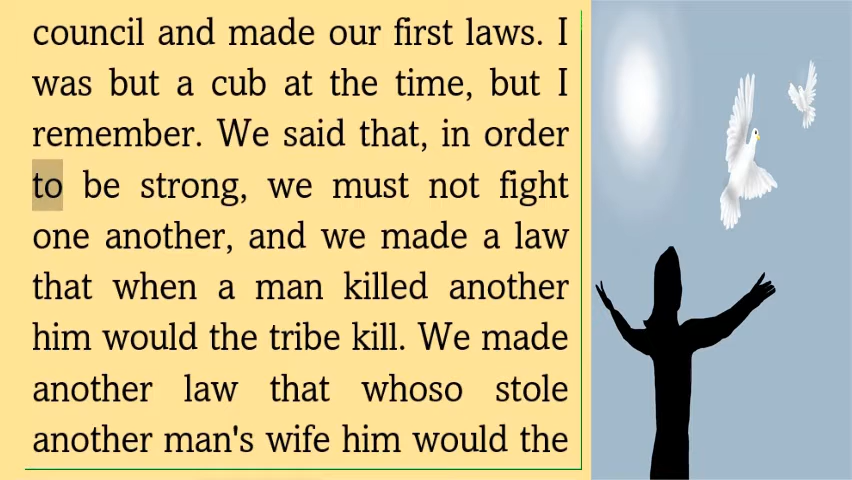 council and made our first laws. I
was but a cub at the time, but I
remember. We said that, in order
to be strong, we must not fight
one another, and we made a law
that when a man killed another
him would the tribe kill. We made
another law that whoso stole
another man's wife him would the